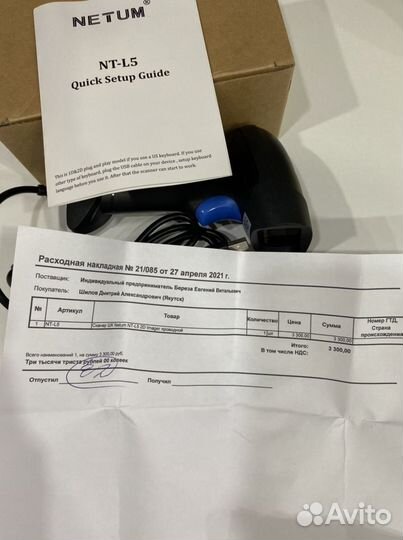 NETUM™
NT-L5
Quick Setup Guide
This is 1D&2D plug and play model if you use a US keyboard. If you use
other type of keyboard, plug the USB cable on your device , setup keyboard
language before you use it. After that the scanner can start to work.
Расходная накладная № 21/085 от 27 апреля 2021 г.
Поставщик: Индивидуальный предприниматель Береза Евгений Витальевич
Покупатель: Шилов Дмитрий Александрович (Якутск)
№ Артикул Товар Количество Цена Сумма Номер ГТД, Страна происхождения
1 NT-L5 Сканер ШК Netum NT-L5 2D Imager проводной 1 шт 3 300,00 3 300,00
Итого: 3 300,00
В том числе НДС:
Всего наименований 1, на сумму 3 300,00 руб.
Три тысячи триста рублей 00 копеек
Отпустил Получил
Avito